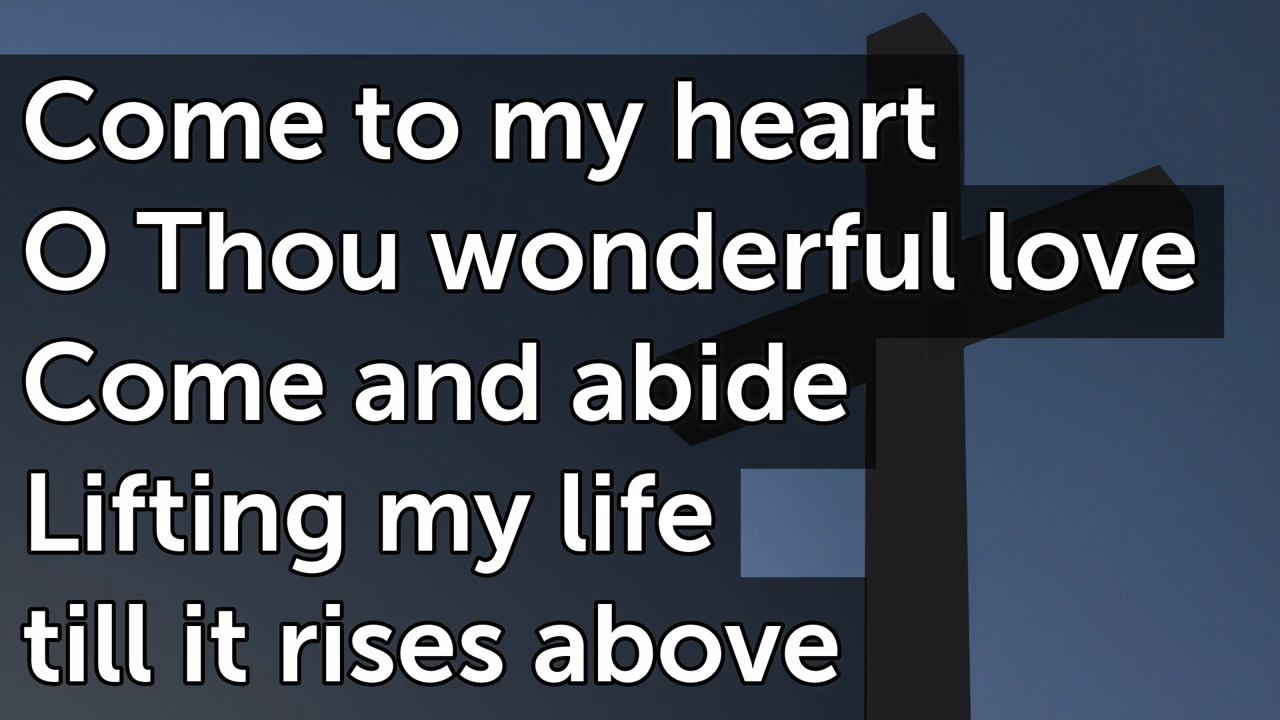 Come to my heart
O Thou wonderful love
Come and abide
Lifting my life
till it rises above